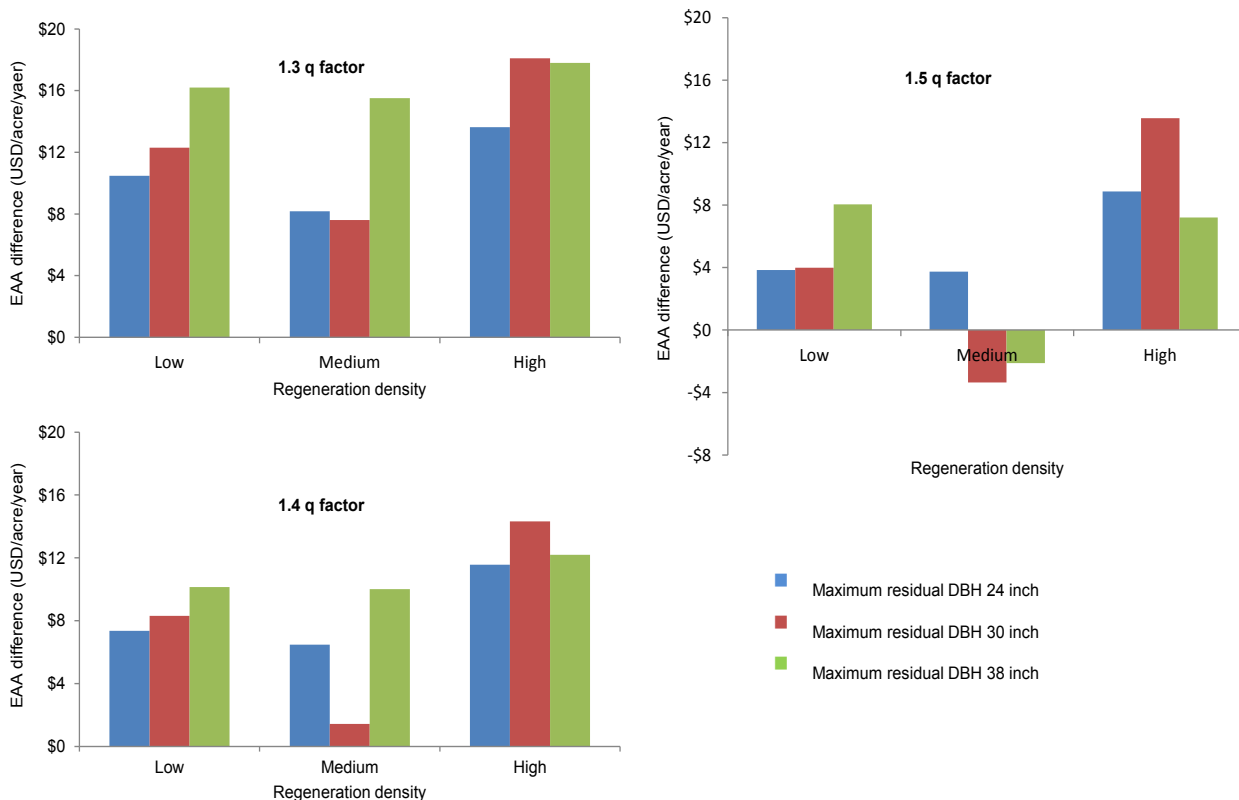 EAA difference (USD/acre/yaer)
$20
$16
$12
$8
$4
$0
1.3 q factor
Low Medium High
Regeneration density
EAA difference (USD/acre/year)
$20
$16
$12
$8
$4
$0
1.4 q factor
Low Medium High
Regeneration density
EAA difference (USD/acre/year)
$20
$16
$12
$8
$4
$0
-$4
-$8
1.5 q factor
Low Medium High
Regeneration density
Maximum residual DBH 24 inch
Maximum residual DBH 30 inch
Maximum residual DBH 38 inch